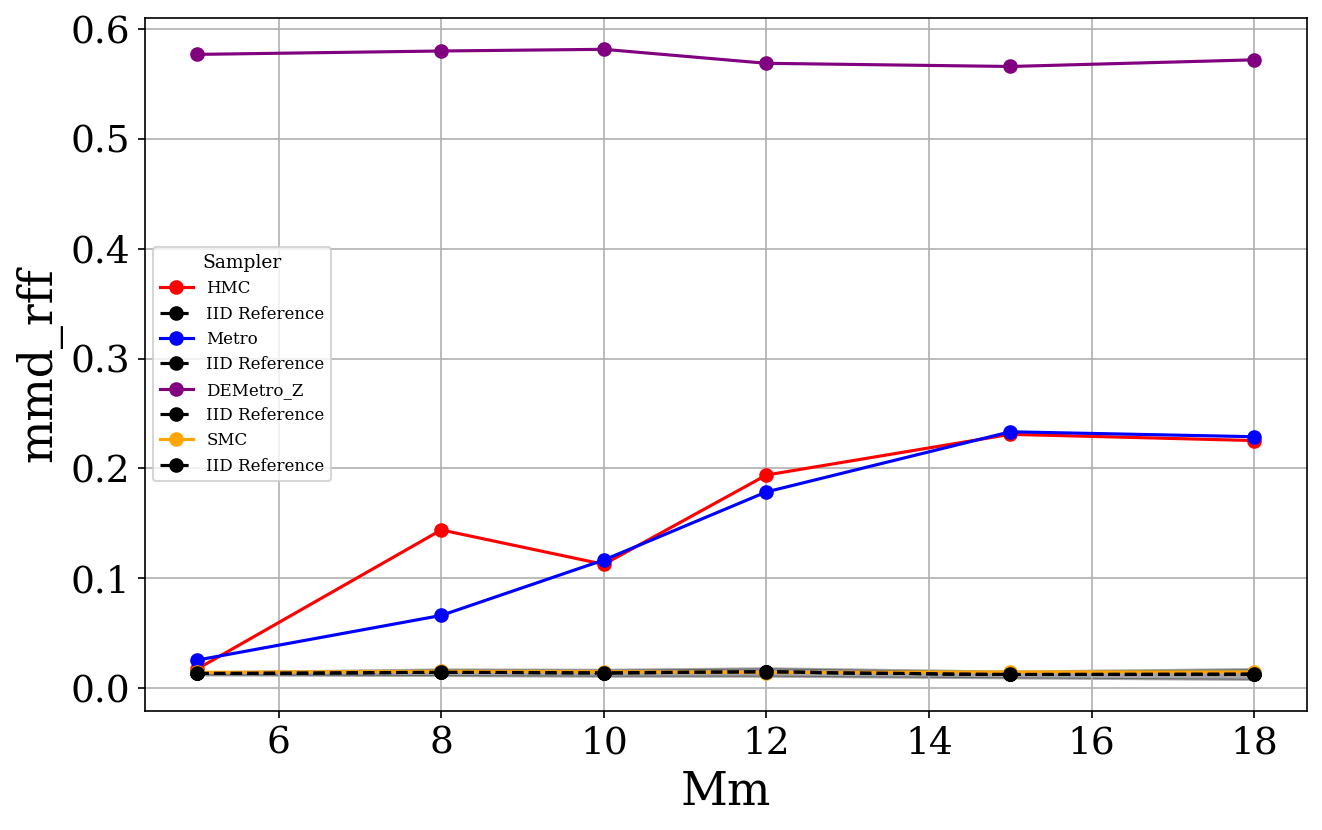 mmd_rff
0.6
0.5
0.4
0.3
0.2
0.1
0.0
Sampler
HMC
IID Reference
Metro
IID Reference
DEMetro_Z
IID Reference
SMC
IID Reference
6 8 10 12 14 16 18
Mm